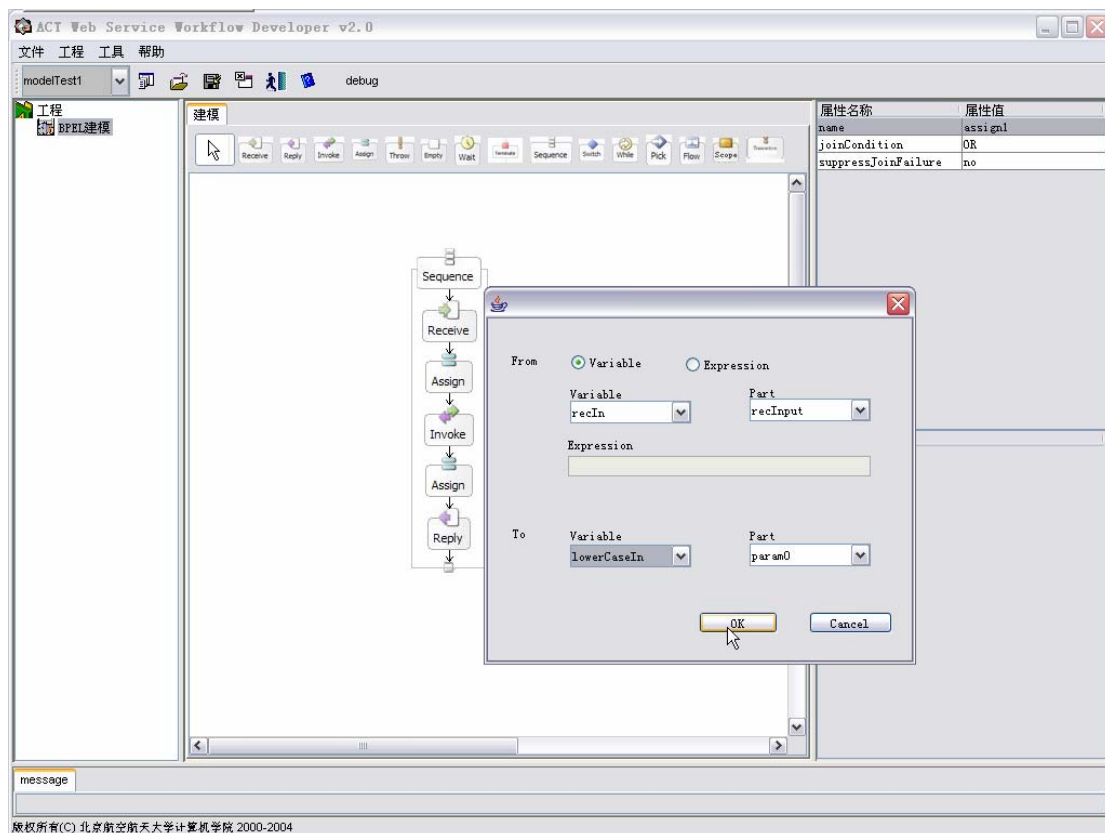 ACT Web Service Workflow Developer v2.0
文件 工程 工具 帮助
modelTest1 debug
工程
BPEL建模
建模
Receive Reply Invoke Assign Throw Empty Wait Terminate Sequence Switch While Pick Flow Scope
属性名称 属性值
name assign1
joinCondition OR
suppressJoinFailure no
Sequence
Receive
Assign
Invoke
Assign
Reply
From Variable Expression
Variable Part
recIn recInput
Expression
To Variable Part
lowerCaseIn param0
OK Cancel
message
版权所有(C) 北京航空航天大学计算机学院 2000-2004